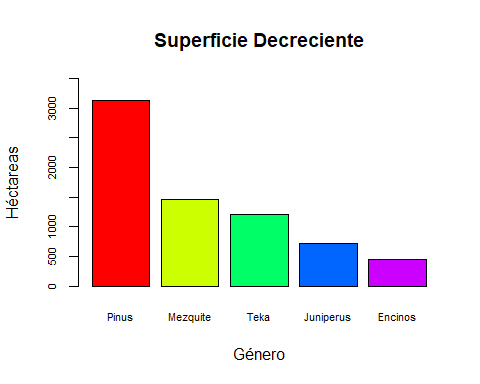 Superficie Decreciente
Héctareas
3000
2000
1000
500
0
Pinus Mezquite Teka Juniperus Encinos
Género